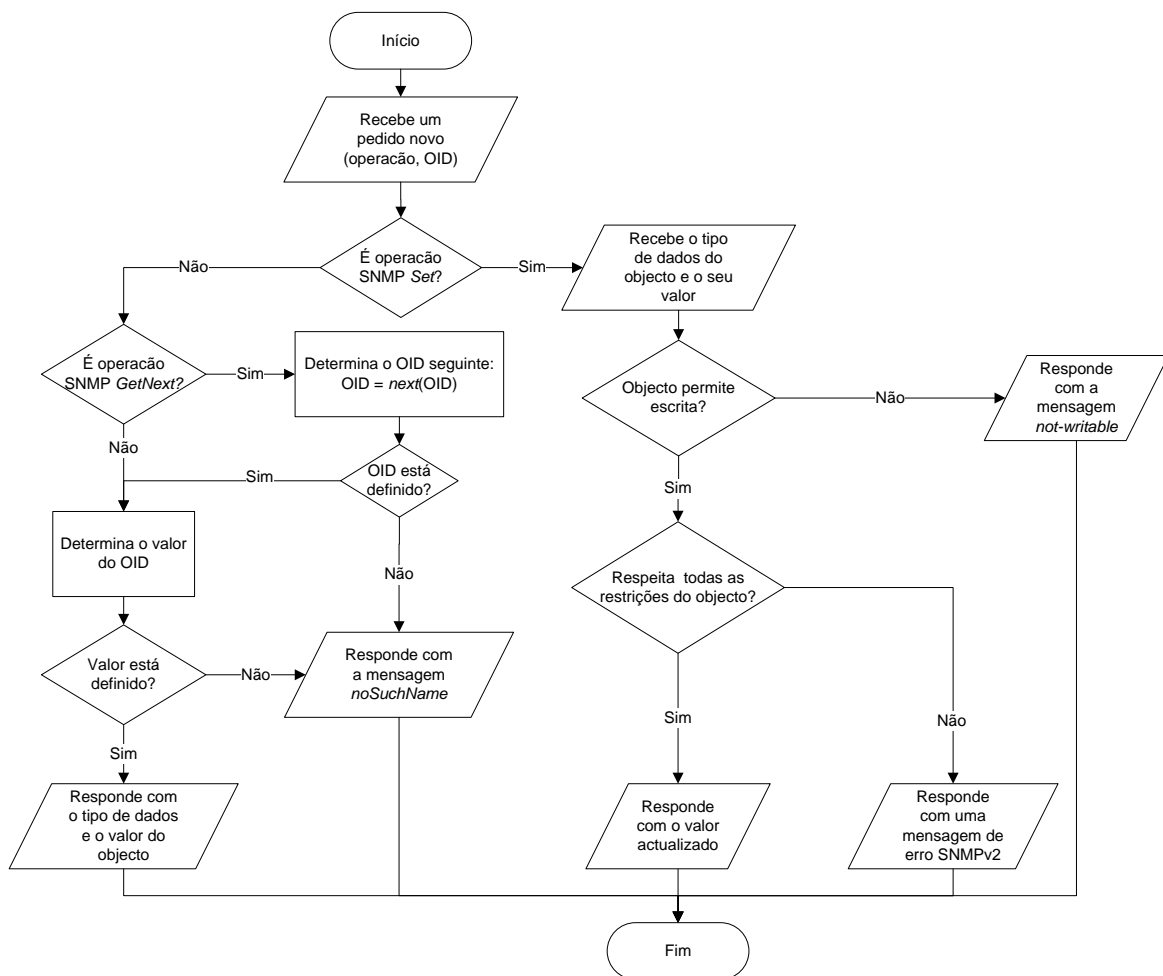 Início
Recebe um
pedido novo
(operacão, OID)
É operacão
SNMP Set?
Não
Sim
Recebe o tipo
de dados do
objecto e o seu
valor
É operacão
SNMP GetNext?
Sim
Não
Determina o OID seguinte:
OID = next(OID)
OID está
definido?
Sim
Não
Determina o valor
do OID
Valor está
definido?
Não
Sim
Responde com
a mensagem
noSuchName
Responde com
o tipo de dados
e o valor do
objecto
Objecto permite
escrita?
Não
Sim
Responde
com a
mensagem
not-writable
Respeita todas as
restrições do objecto?
Sim
Não
Responde
com o valor
actualizado
Responde
com uma
mensagem de
erro SNMPv2
Fim